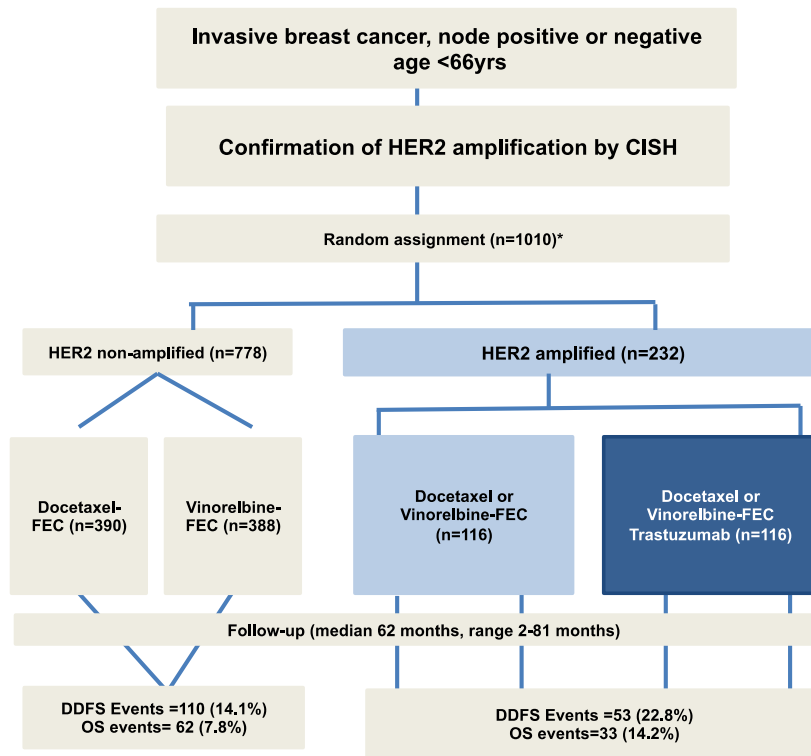 Invasive breast cancer, node positive or negative
age <66yrs
Confirmation of HER2 amplification by CISH
Random assignment (n=1010)*
HER2 non-amplified (n=778)
HER2 amplified (n=232)
Docetaxel-
FEC (n=390)
Vinorelbine-
FEC (n=388)
Docetaxel or
Vinorelbine-FEC
(n=116)
Docetaxel or
Vinorelbine-FEC
Trastuzumab (n=116)
Follow-up (median 62 months, range 2-81 months)
DDFS Events =110 (14.1%)
OS events= 62 (7.8%)
DDFS Events =53 (22.8%)
OS events=33 (14.2%)